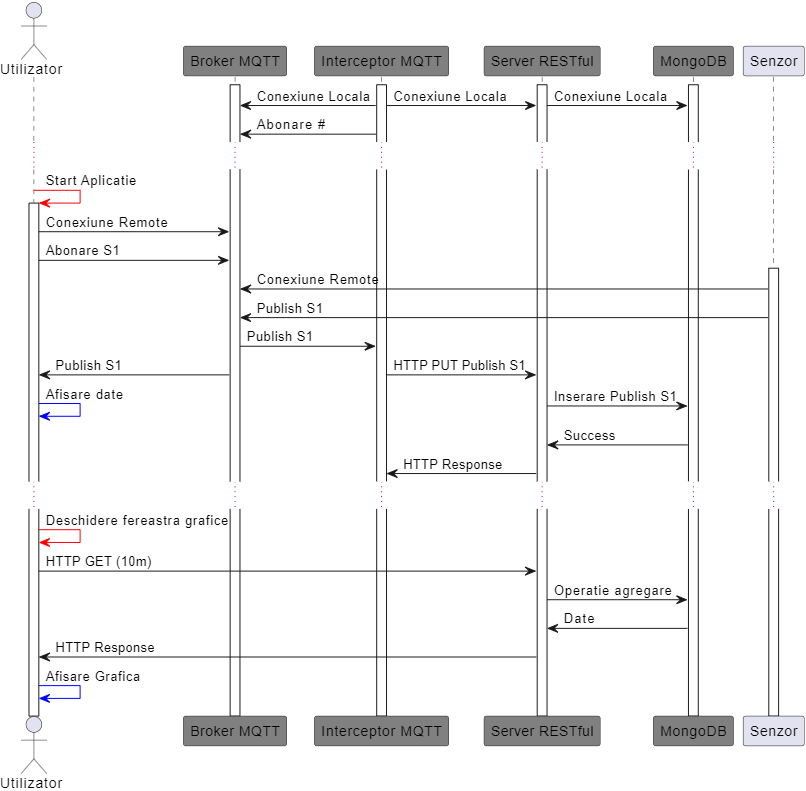 Utilizator
Broker MQTT
Interceptor MQTT
Server RESTful
MongoDB
Senzor
Conexiune Locala
Conexiune Locala
Conexiune Locala
Abonare #
Start Aplicatie
Conexiune Remote
Abonare S1
Conexiune Remote
Publish S1
Publish S1
Publish S1
HTTP PUT Publish S1
Afisare date
Inserare Publish S1
Success
HTTP Response
Deschidere fereastra grafice
HTTP GET (10m)
Operatie agregare
Date
HTTP Response
Afisare Grafica
Broker MQTT
Interceptor MQTT
Server RESTful
MongoDB
Senzor
Utilizator